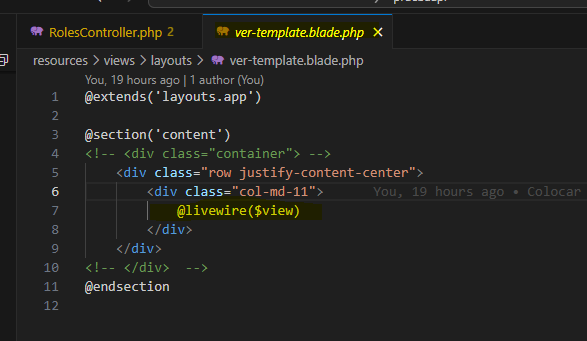 RolesController.php 2
ver-template.blade.php ×
resources > views > layouts > ver-template.blade.php
You, 19 hours ago | 1 author (You)
1 @extends('layouts.app')
2
3 @section('content')
4 <!-- <div class="container"> -->
5 <div class="row justify-content-center">
6 <div class="col-md-11"> You, 19 hours ago • Colocar
7 @livewire($view)
8 </div>
9 </div>
10 <!-- </div>  -->
11 @endsection
12